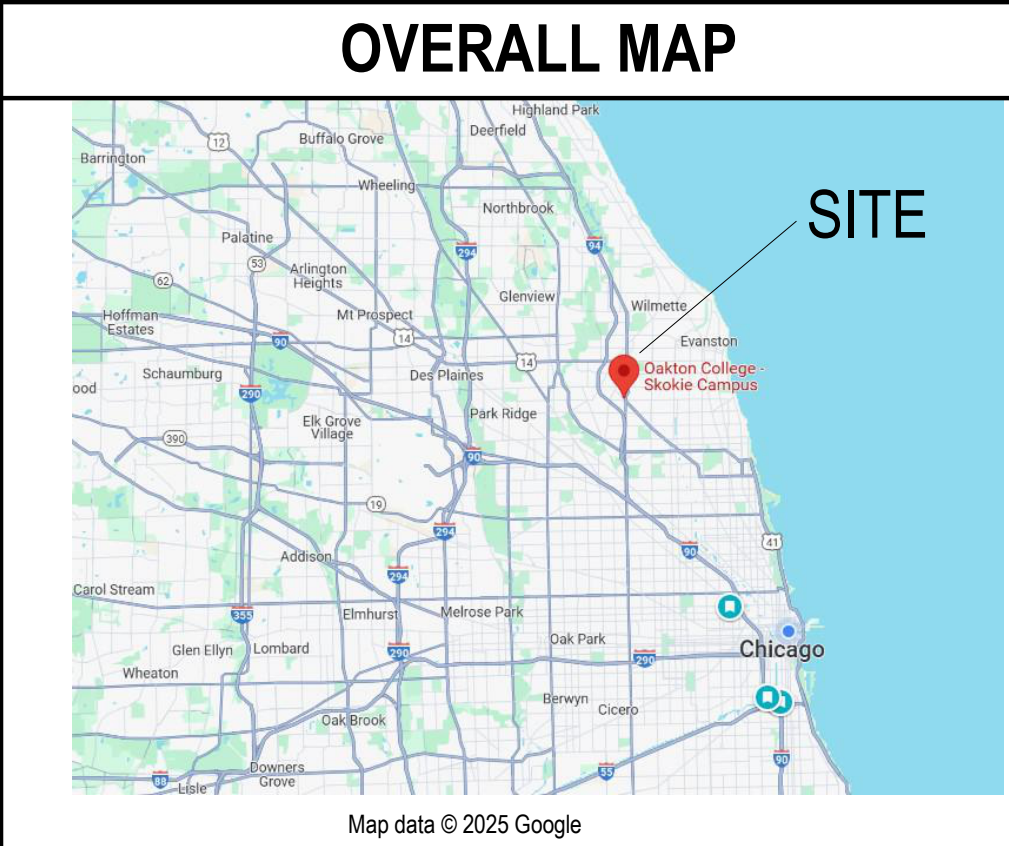 OVERALL MAP
Highland Park
Deerfield
12
Buffalo Grove
Barrington
Wheeling
Northbrook
SITE
Palatine
294
94
53
Arlington
Heights
62
Glenview
Wilmette
Hoffman
Estates
Mt Prospect
14
90
Evanston
14
Oakton College -
Skokie Campus
Schaumburg
Des Plaines
ood
290
Park Ridge
Elk Grove
Village
390
90
19
294
41
90
Addison
294
Carol Stream
355
Elmhurst
Melrose Park
Oak Park
Glen Ellyn
Lombard
290
290
Chicago
Wheaton
Berwyn
Cicero
Oak Brook
90
Downers
Grove
55
88
Lisle
Map data © 2025 Google